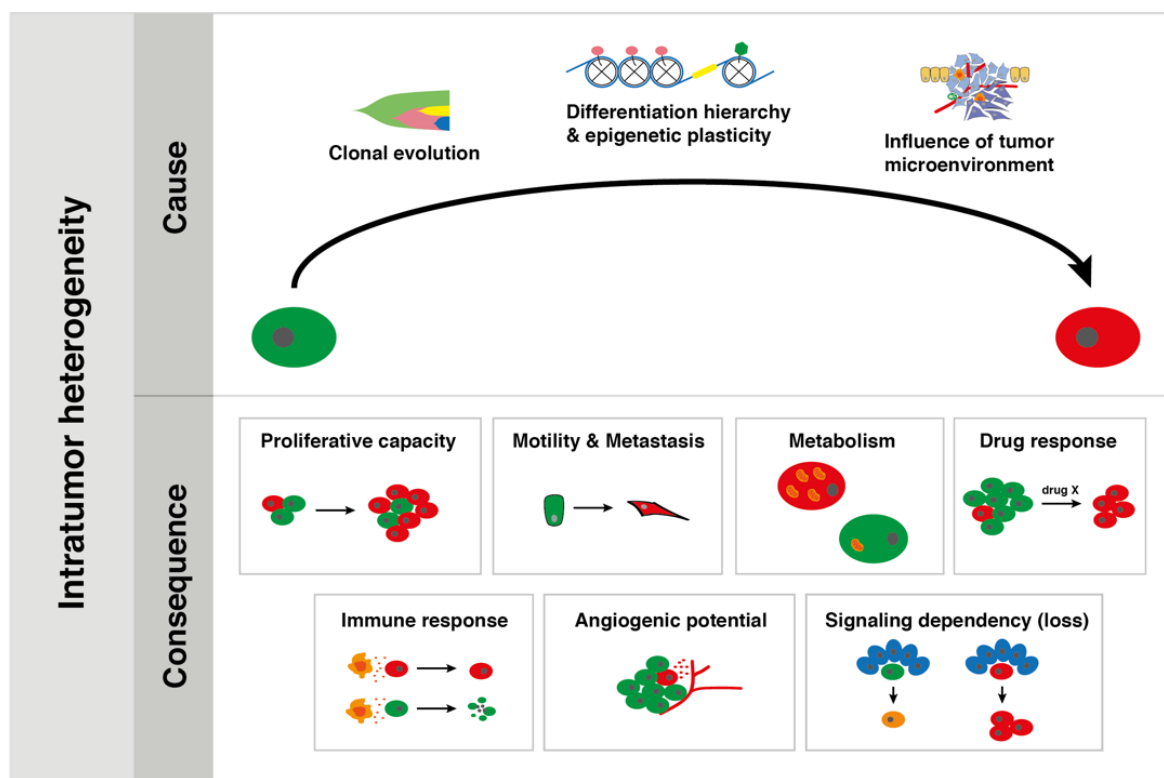 Intratumor heterogeneity
Cause
Clonal evolution
Differentiation hierarchy
& epigenetic plasticity
Influence of tumor
microenvironment
Consequence
Proliferative capacity
Motility & Metastasis
Metabolism
Drug response
drug X
Immune response
Angiogenic potential
Signaling dependency (loss)